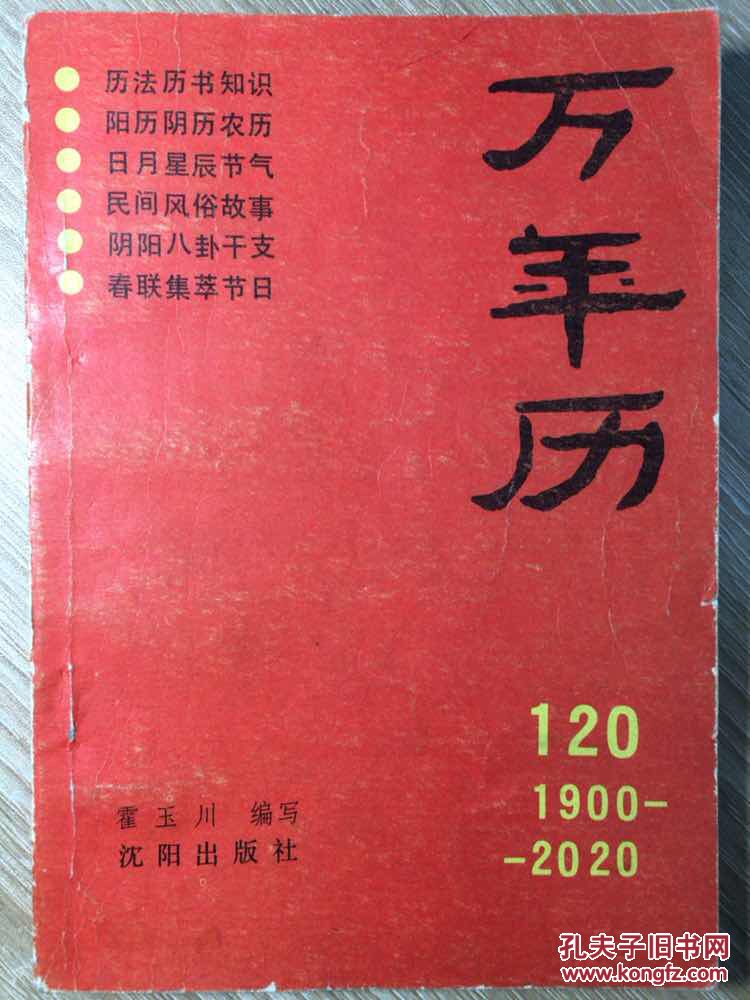 历法历书知识
阳历阴历农历
日月星辰节气
民间风俗故事
阴阳八卦干支
春联集萃节日
万年历
120
1900-
-2020
霍玉川 编写
沈阳出版社
孔夫子旧书网
www.kongfz.com